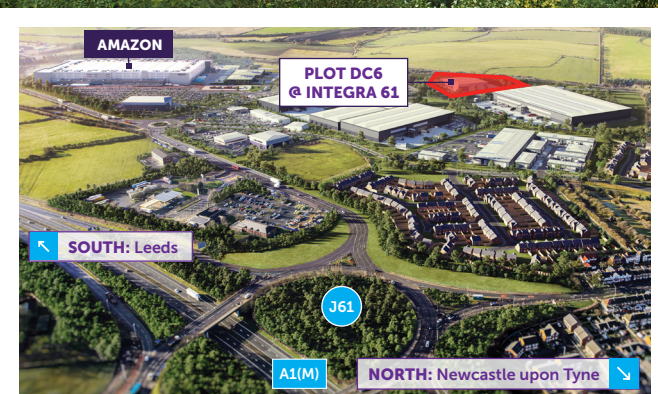 AMAZON
PLOT DC6
@ INTEGRA 61
SOUTH: Leeds
J61
A1(M)
NORTH: Newcastle upon Tyne